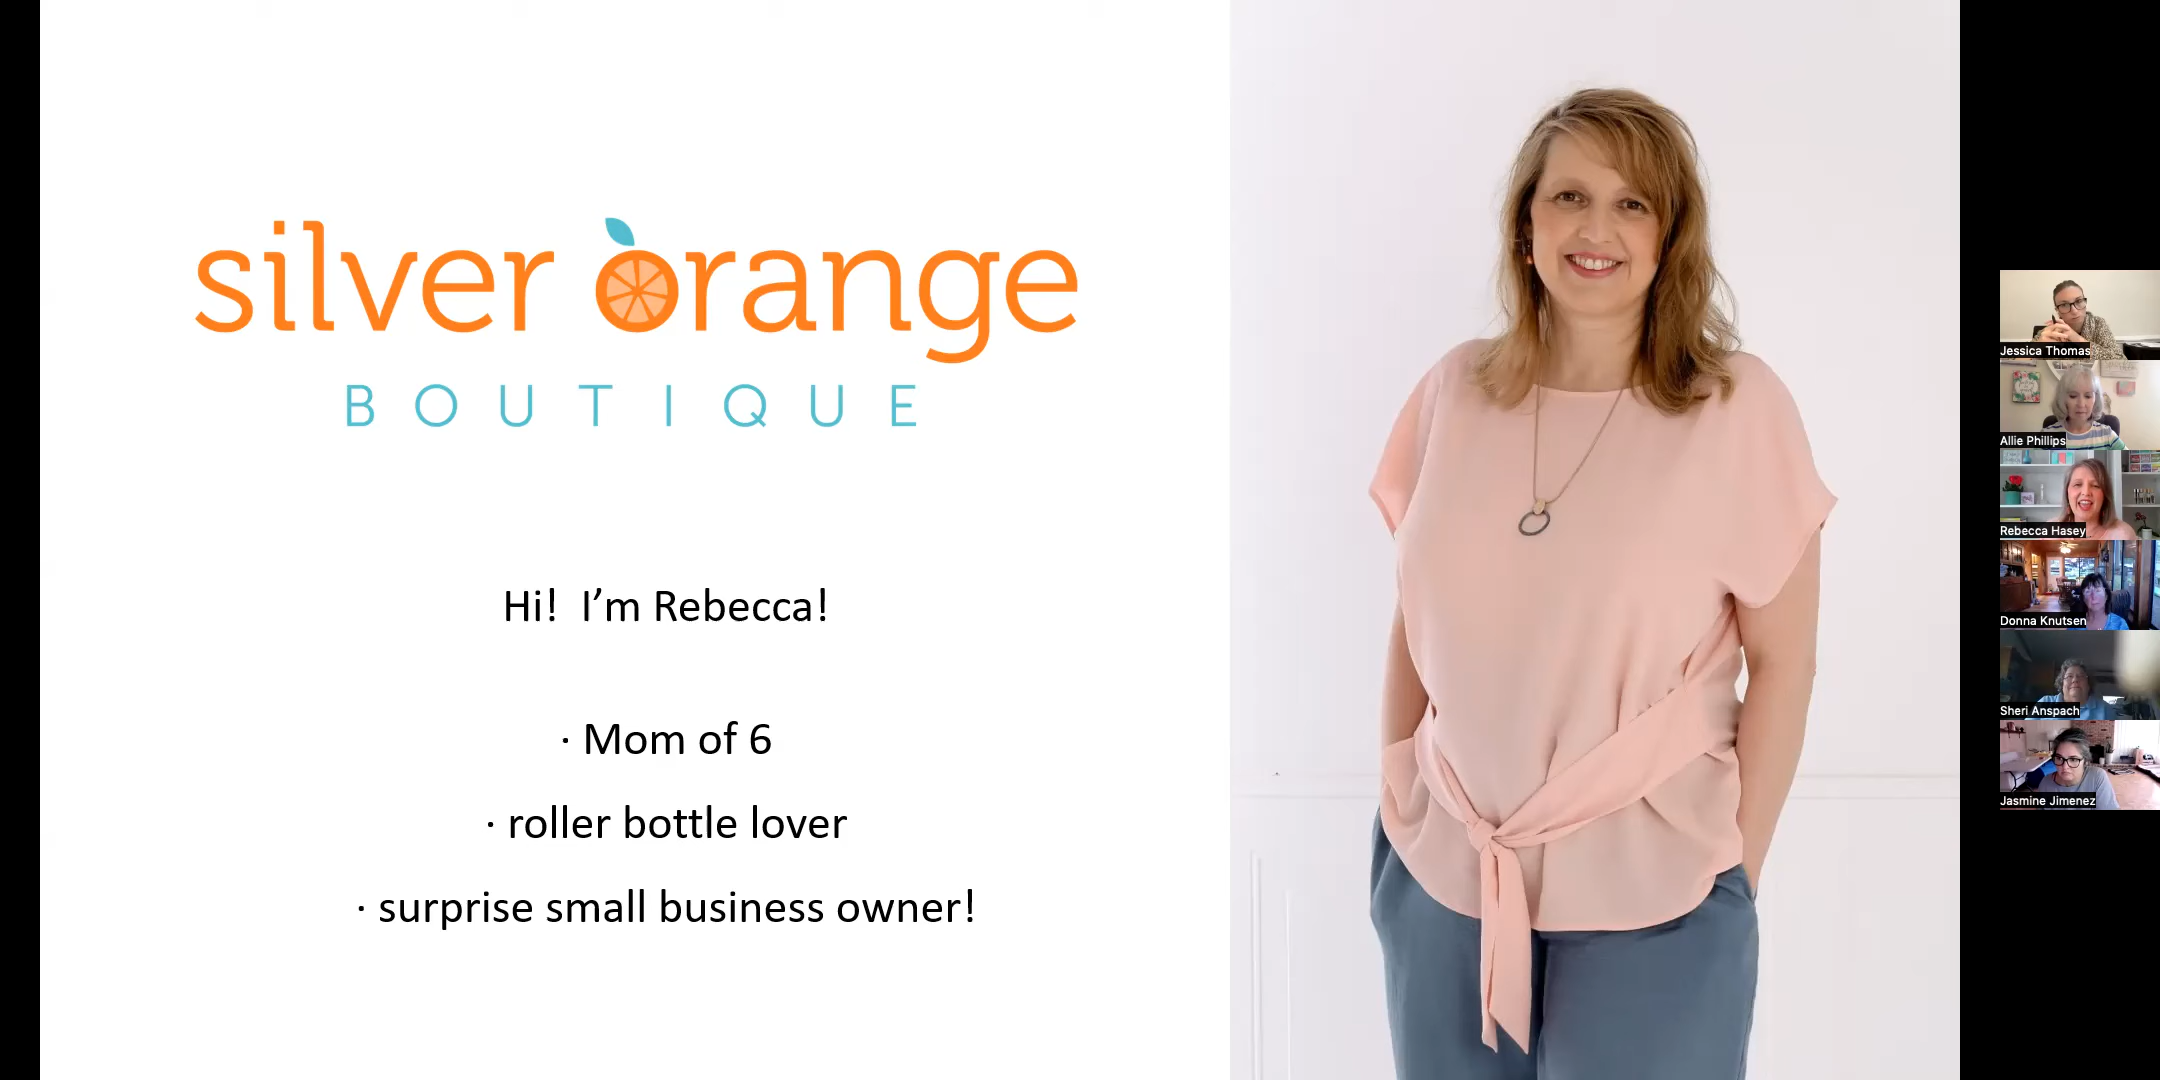 silver orange
BOUTIQUE
Hi!  I’m Rebecca!
· Mom of 6
· roller bottle lover
· surprise small business owner!
Jessica Thomas
Allie Phillips
Rebecca Hasey
Donna Knutsen
Sheri Anspach
Jasmine Jimenez